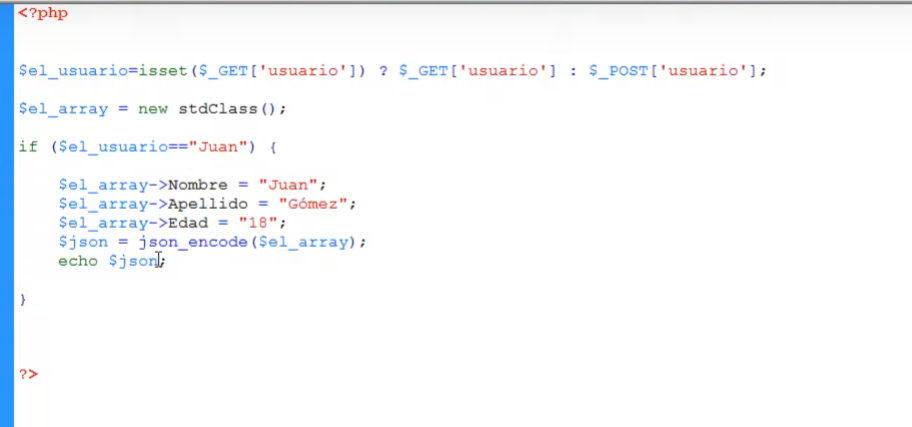 <?php
$el_usuario=isset($_GET['usuario']) ? $_GET['usuario'] : $_POST['usuario'];
$el_array = new stdClass();
if ($el_usuario=="Juan") {
$el_array->Nombre = "Juan";
$el_array->Apellido = "Gómez";
$el_array->Edad = "18";
$json = json_encode($el_array);
echo $json;
}
?>